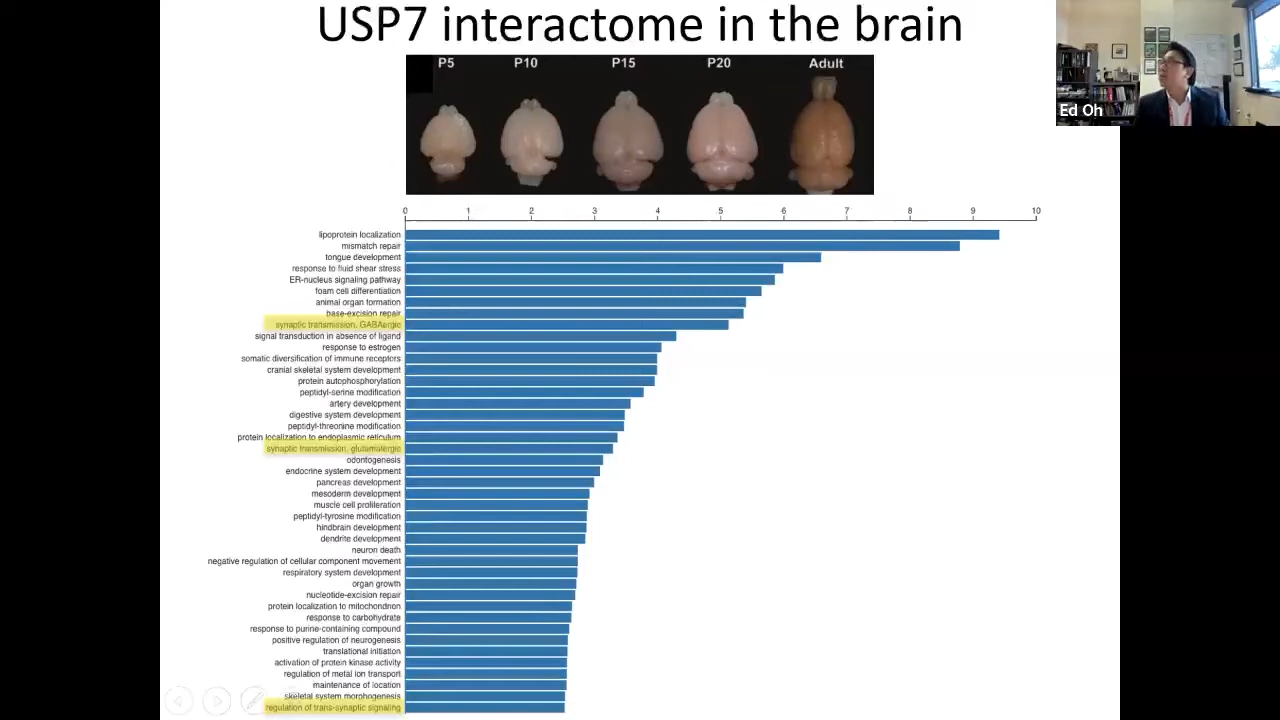 USP7 interactome in the brain
P5 P10 P15 P20 Adult
Ed Oh
0 1 2 3 4 5 6 7 8 9 10
lipoprotein localization
mismatch repair
tongue development
response to fluid shear stress
ER-nucleus signaling pathway
foam cell differentiation
animal organ formation
base-excision repair
synaptic transmission, GABAergic
signal transduction in absence of ligand
response to estrogen
somatic diversification of immune receptors
cranial skeletal system development
protein autophosphorylation
peptidyl-serine modification
artery development
digestive system development
peptidyl-threonine modification
protein localization to endoplasmic reticulum
synaptic transmission, glutamatergic
odontogenesis
endocrine system development
pancreas development
mesoderm development
muscle cell proliferation
peptidyl-tyrosine modification
hindbrain development
dendrite development
neuron death
negative regulation of cellular component movement
respiratory system development
organ growth
nucleotide-excision repair
protein localization to mitochondrion
response to carbohydrate
response to purine-containing compound
positive regulation of neurogenesis
translational initiation
activation of protein kinase activity
regulation of metal ion transport
maintenance of location
skeletal system morphogenesis
regulation of trans-synaptic signaling